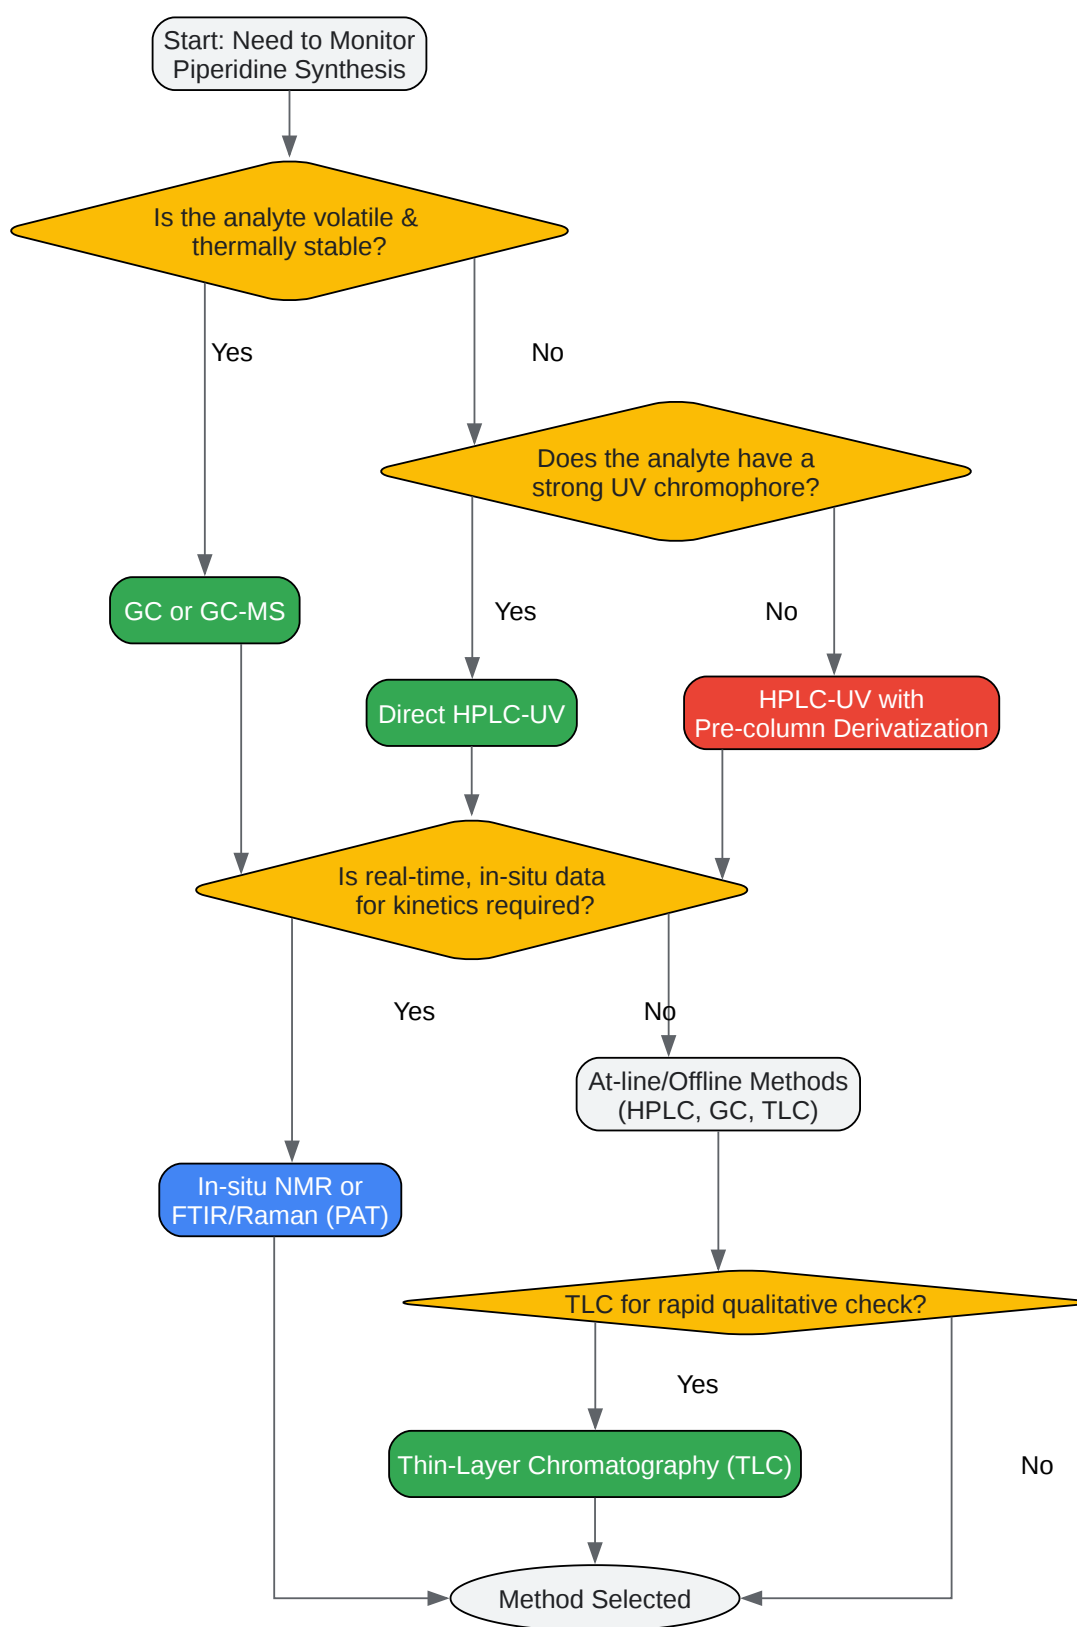 Start: Need to Monitor
Piperidine Synthesis
Is the analyte volatile &
thermally stable?
Yes
No
Does the analyte have a
strong UV chromophore?
GC or GC-MS
Yes
No
Direct HPLC-UV
HPLC-UV with
Pre-column Derivatization
Is real-time, in-situ data
for kinetics required?
Yes
No
At-line/Offline Methods
(HPLC, GC, TLC)
In-situ NMR or
FTIR/Raman (PAT)
TLC for rapid qualitative check?
Yes
Thin-Layer Chromatography (TLC)
No
Method Selected